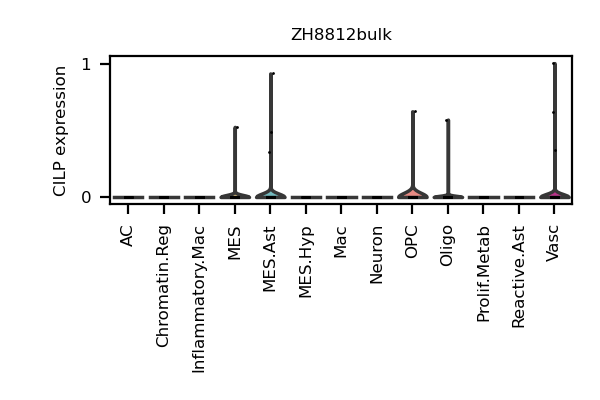 ZH8812bulk
CILP expression
1
0
AC
Chromatin.Reg
Inflammatory.Mac
MES
MES.Ast
MES.Hyp
Mac
Neuron
OPC
Oligo
Prolif.Metab
Reactive.Ast
Vasc